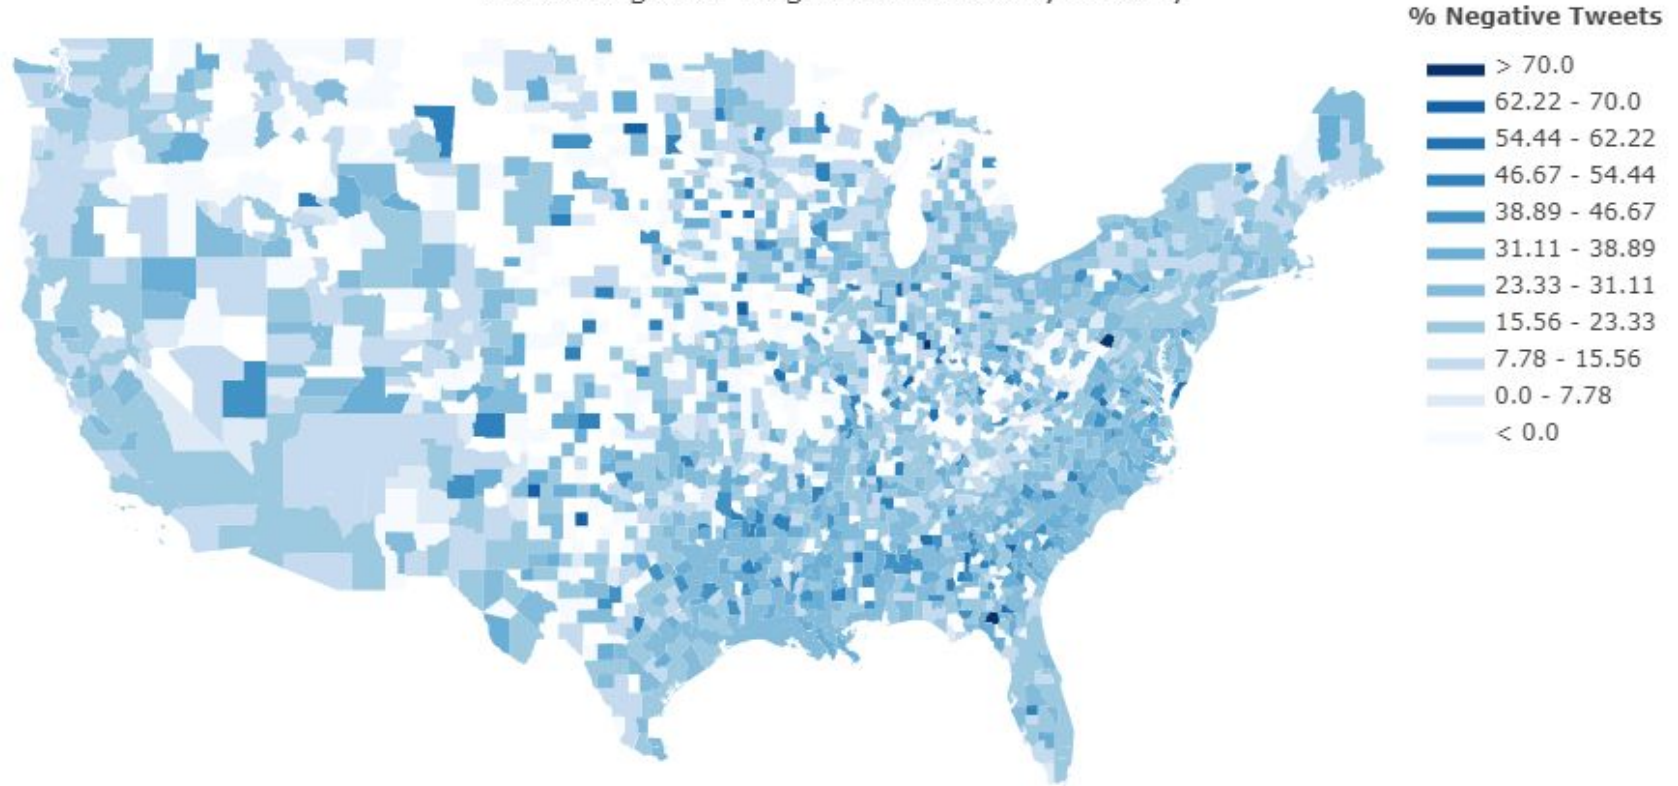 % Negative Tweets
> 70.0
62.22 - 70.0
54.44 - 62.22
46.67 - 54.44
38.89 - 46.67
31.11 - 38.89
23.33 - 31.11
15.56 - 23.33
7.78 - 15.56
0.0 - 7.78
< 0.0